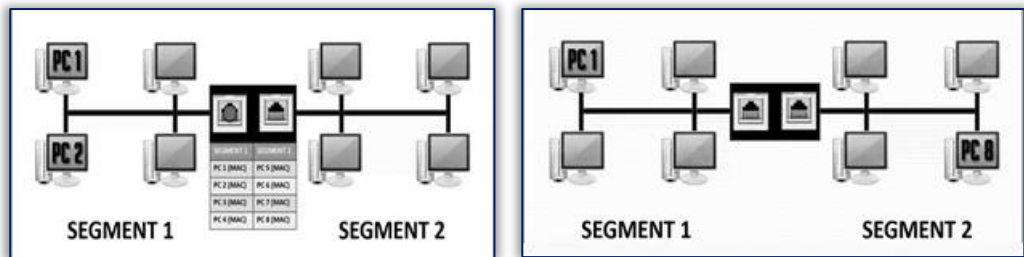 PC 1
PC 2
SEGMENT 1 SEGMENT 2
PC 1 [MAC] PC 5 [MAC]
PC 2 [MAC] PC 6 [MAC]
PC 3 [MAC] PC 7 [MAC]
PC 4 [MAC] PC 8 [MAC]
SEGMENT 1 SEGMENT 2
PC 1
PC 8
SEGMENT 1 SEGMENT 2